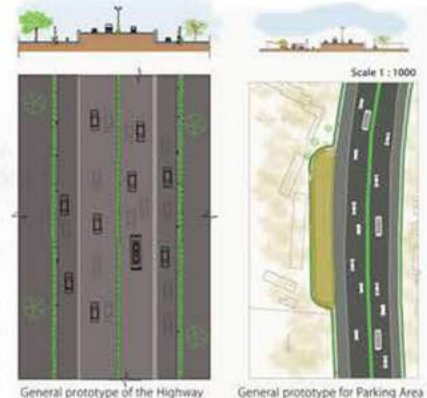 Scale 1 : 1000
General prototype of the Highway
General prototype for Parking Area